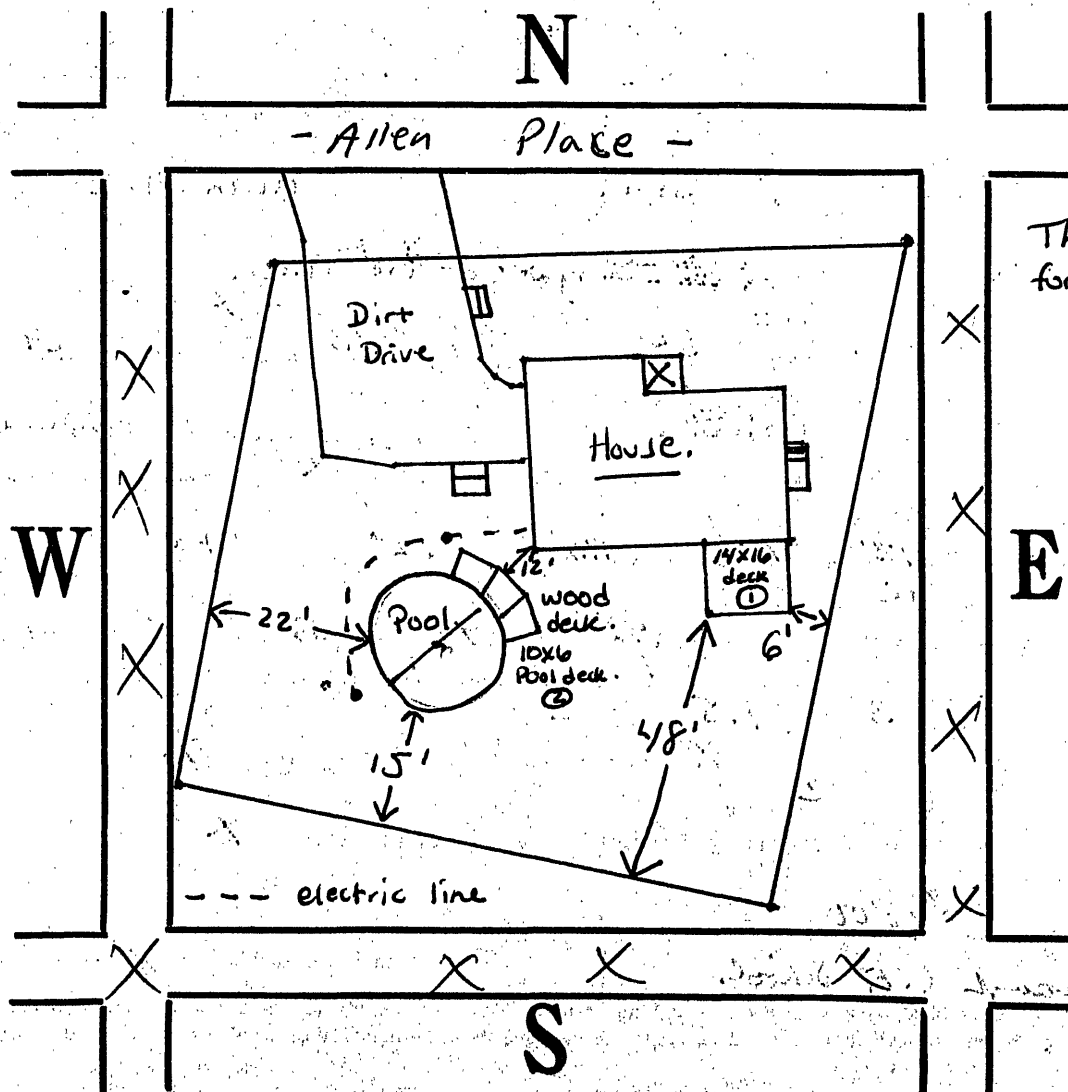 N
- Allen Place -
Dirt
Drive
House.
W
E
12'
14X16
deck
1
22'
Pool.
wood
deck.
10X6
Pool deck.
2
6'
15'
48'
--- electric line
S